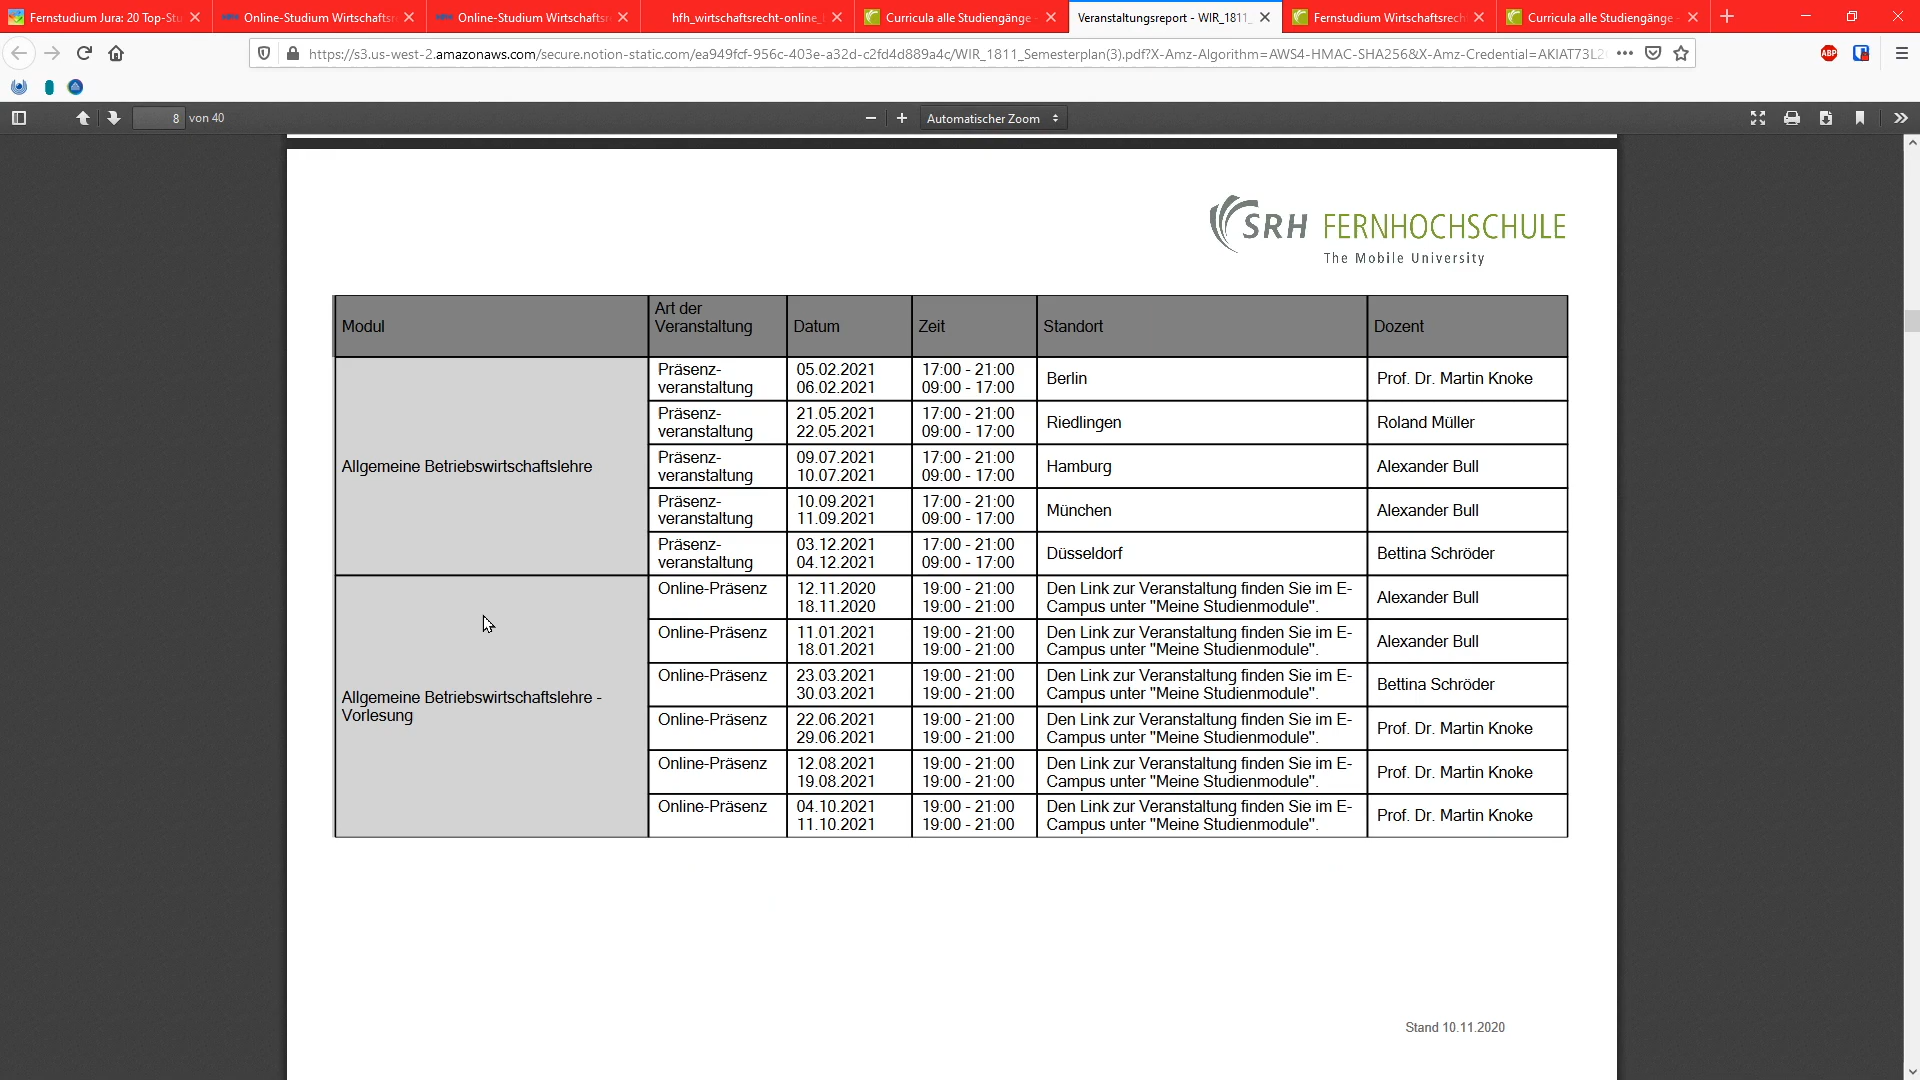 Fernstudium Jura: 20 Top-Stu
Online-Studium Wirtschaftsr
Online-Studium Wirtschaftsr
hfh_wirtschaftsrecht-online_
Curricula alle Studiengänge
Veranstaltungsreport - WIR_1811_
Fernstudium Wirtschaftsrech
Curricula alle Studiengänge
https://s3.us-west-2.amazonaws.com/secure.notion-static.com/ea949fcf-956c-403e-a32d-c2fd4d889a4c/WIR_1811_Semesterplan(3).pdf?X-Amz-Algorithm=AWS4-HMAC-SHA256&X-Amz-Credential=AKIAT73L2
ABP
8 von 40
Automatischer Zoom
SRH FERNHOCHSCHULE
The Mobile University
Modul Art der Veranstaltung Datum Zeit Standort Dozent
Allgemeine Betriebswirtschaftslehre
Präsenz- 05.02.2021 17:00 - 21:00 Berlin Prof. Dr. Martin Knoke
veranstaltung 06.02.2021 09:00 - 17:00
Präsenz- 21.05.2021 17:00 - 21:00 Riedlingen Roland Müller
veranstaltung 22.05.2021 09:00 - 17:00
Präsenz- 09.07.2021 17:00 - 21:00 Hamburg Alexander Bull
veranstaltung 10.07.2021 09:00 - 17:00
Präsenz- 10.09.2021 17:00 - 21:00 München Alexander Bull
veranstaltung 11.09.2021 09:00 - 17:00
Präsenz- 03.12.2021 17:00 - 21:00 Düsseldorf Bettina Schröder
veranstaltung 04.12.2021 09:00 - 17:00
Allgemeine Betriebswirtschaftslehre -
Vorlesung
Online-Präsenz 12.11.2020 19:00 - 21:00 Den Link zur Veranstaltung finden Sie im E- Alexander Bull
18.11.2020 19:00 - 21:00 Campus unter "Meine Studienmodule".
Online-Präsenz 11.01.2021 19:00 - 21:00 Den Link zur Veranstaltung finden Sie im E- Alexander Bull
18.01.2021 19:00 - 21:00 Campus unter "Meine Studienmodule".
Online-Präsenz 23.03.2021 19:00 - 21:00 Den Link zur Veranstaltung finden Sie im E- Bettina Schröder
30.03.2021 19:00 - 21:00 Campus unter "Meine Studienmodule".
Online-Präsenz 22.06.2021 19:00 - 21:00 Den Link zur Veranstaltung finden Sie im E- Prof. Dr. Martin Knoke
29.06.2021 19:00 - 21:00 Campus unter "Meine Studienmodule".
Online-Präsenz 12.08.2021 19:00 - 21:00 Den Link zur Veranstaltung finden Sie im E- Prof. Dr. Martin Knoke
19.08.2021 19:00 - 21:00 Campus unter "Meine Studienmodule".
Online-Präsenz 04.10.2021 19:00 - 21:00 Den Link zur Veranstaltung finden Sie im E- Prof. Dr. Martin Knoke
11.10.2021 19:00 - 21:00 Campus unter "Meine Studienmodule".
Stand 10.11.2020